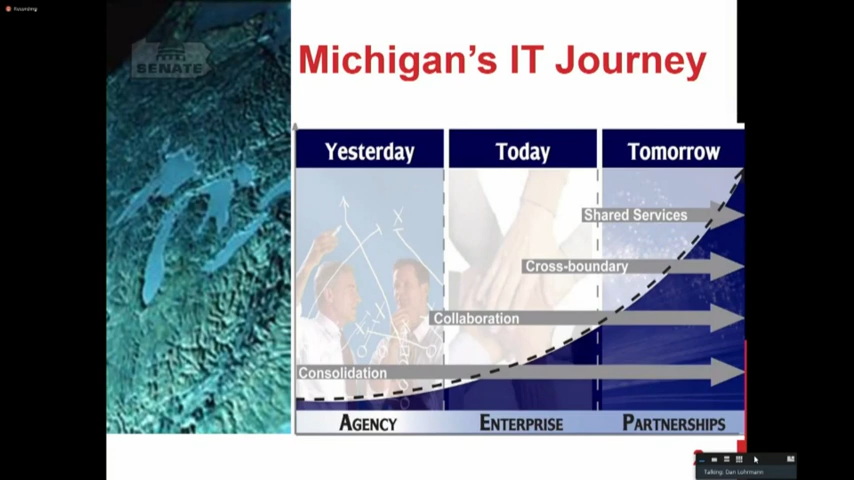 Recording
SENATE
Michigan's IT Journey
Yesterday
Today
Tomorrow
Shared Services
Cross-boundary
Collaboration
Consolidation
AGENCY
ENTERPRISE
PARTNERSHIPS
Talking: Dan Lohrmann